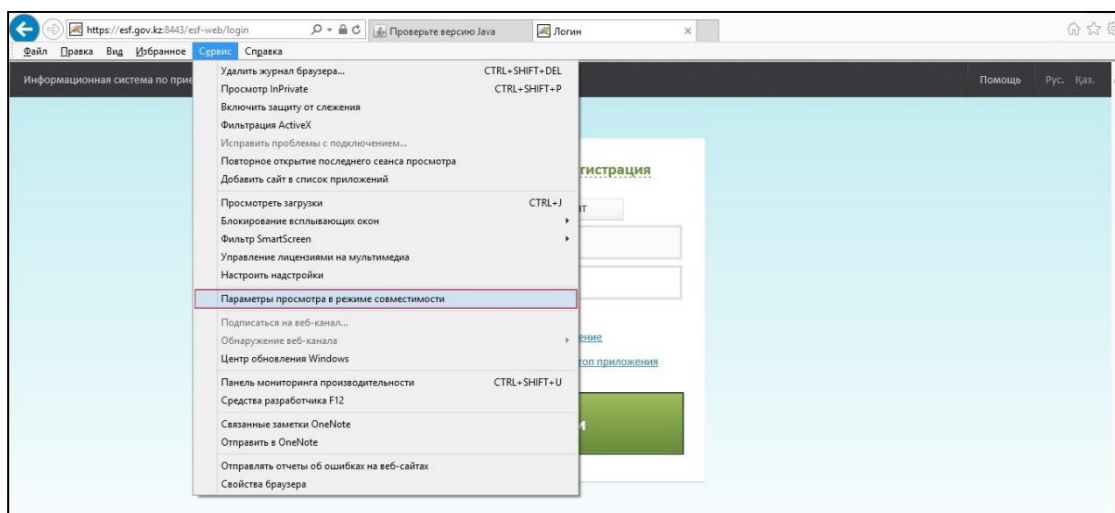 https://esf.gov.kz:8443/esf-web/login
Проверьте версию Java
Логин
Файл Правка Вид Избранное Сервис Справка
Информационная система по прие
Помощь Рус. Қаз.
Удалить журнал браузера... CTRL+SHIFT+DEL
Просмотр InPrivate CTRL+SHIFT+P
Включить защиту от слежения
Фильтрация ActiveX
Исправить проблемы с подключением...
Повторное открытие последнего сеанса просмотра
Добавить сайт в список приложений
Просмотреть загрузки CTRL+J
Блокирование всплывающих окон
Фильтр SmartScreen
Управление лицензиями на мультимедиа
Настроить надстройки
Параметры просмотра в режиме совместимости
Подписаться на веб-канал...
Обнаружение веб-канала
Центр обновления Windows
Панель мониторинга производительности CTRL+SHIFT+U
Средства разработчика F12
Связанные заметки OneNote
Отправить в OneNote
Отправлять отчеты об ошибках на веб-сайтах
Свойства браузера
гистрация
нт
ение
топ приложения
и